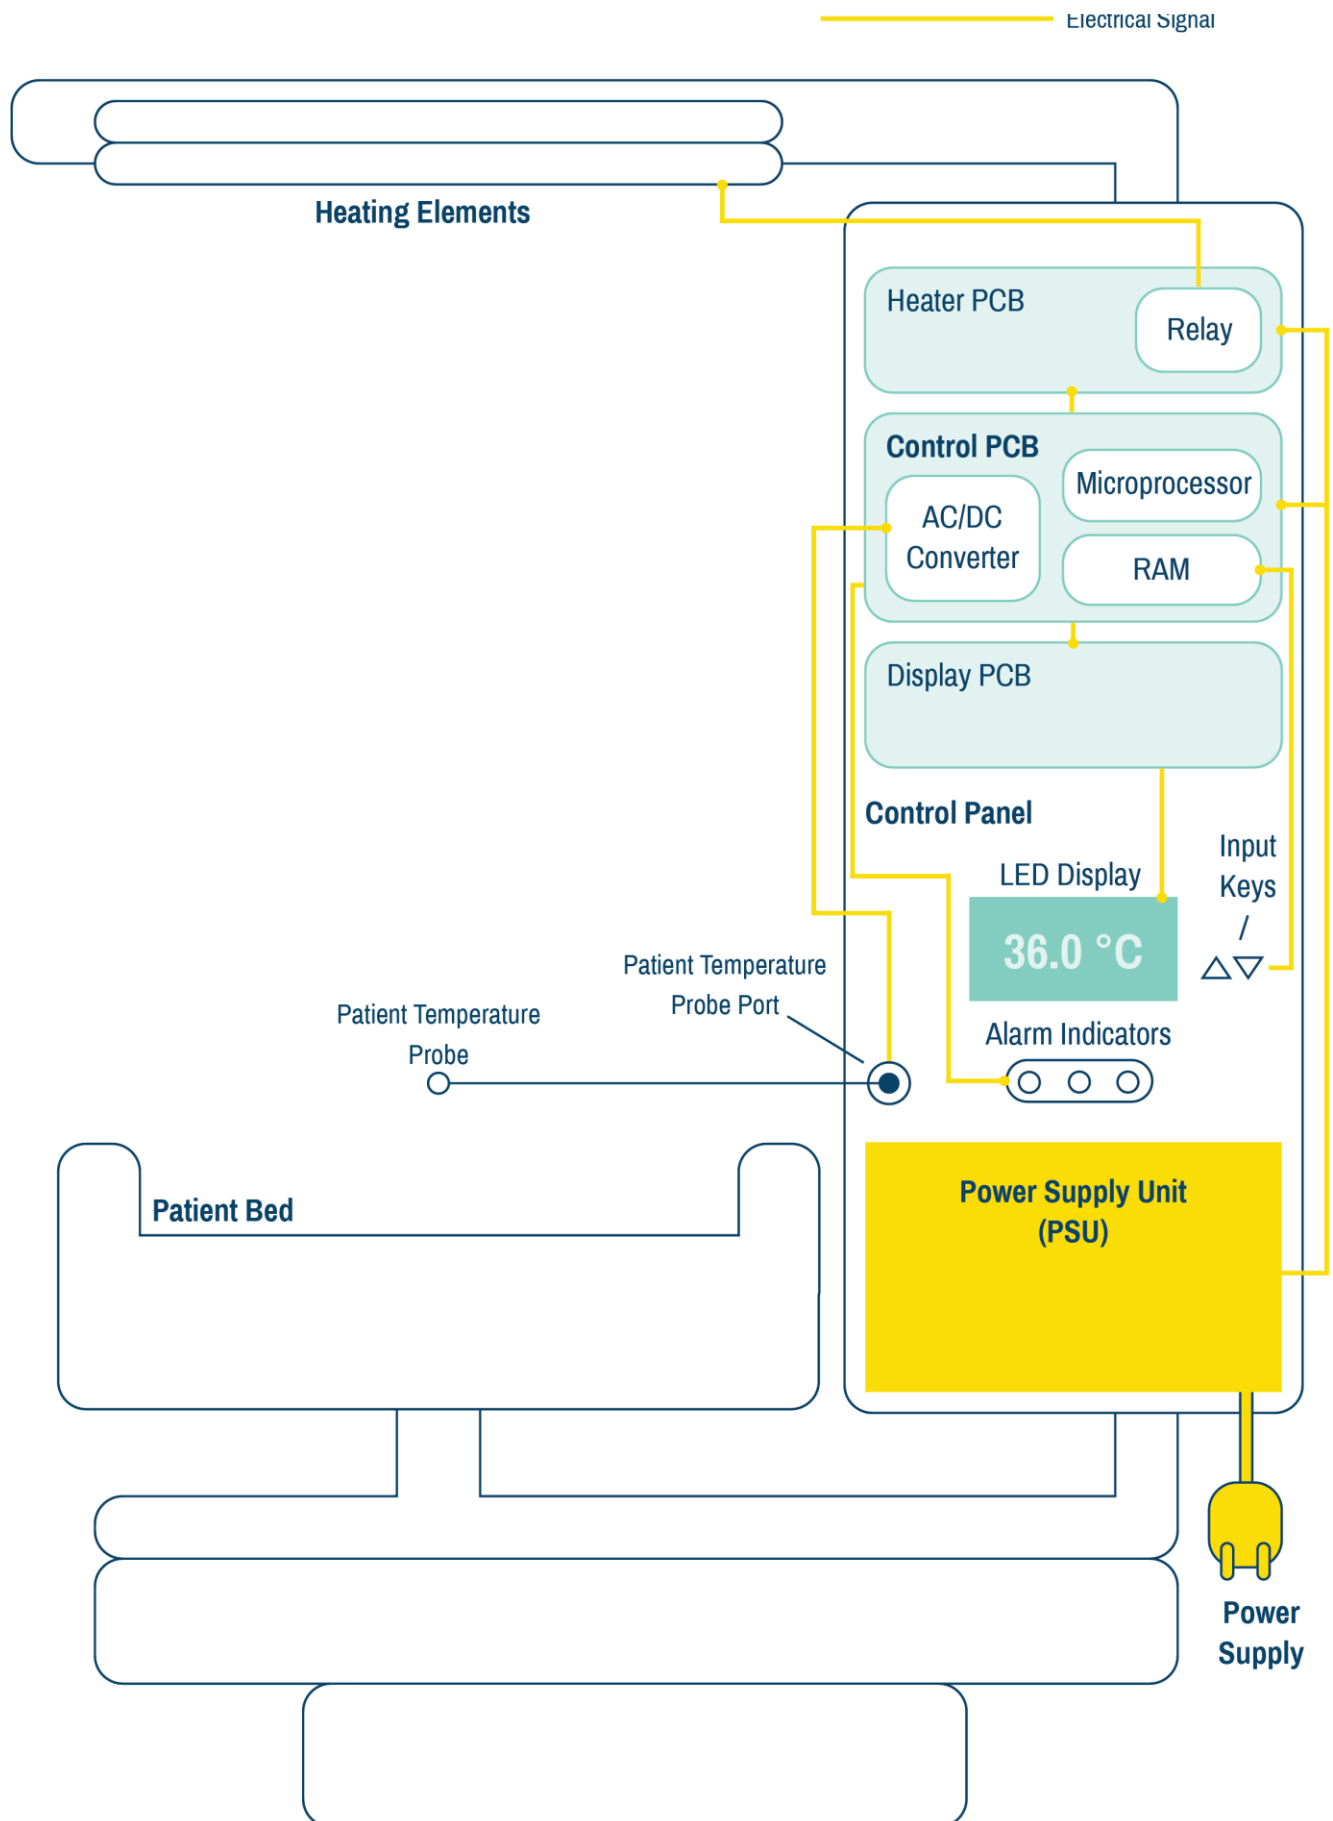 Electrical Signal
Heating Elements
Heater PCB
Relay
Control PCB
Microprocessor
AC/DC
Converter
RAM
Display PCB
Control Panel
Input
Keys
LED Display
36.0 °C
Patient Temperature
Probe Port
Patient Temperature
Probe
Alarm Indicators
Patient Bed
Power Supply Unit
(PSU)
Power
Supply